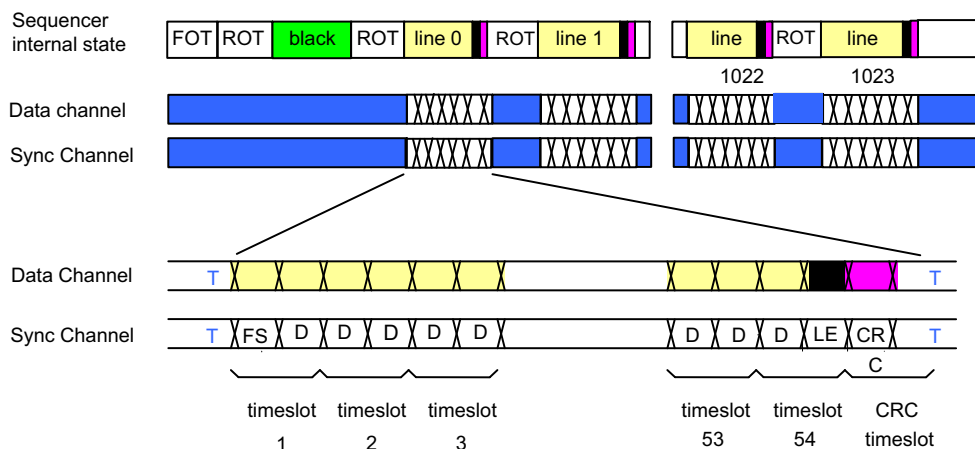 Sequencer
internal state
FOT ROT black ROT line 0 ROT line 1 line ROT line
1022 1023
Data channel
Sync Channel
Data Channel T T
Sync Channel T FS D D D D D D D D LE CR T
C
timeslot timeslot timeslot timeslot timeslot CRC
1 2 3 53 54 timeslot